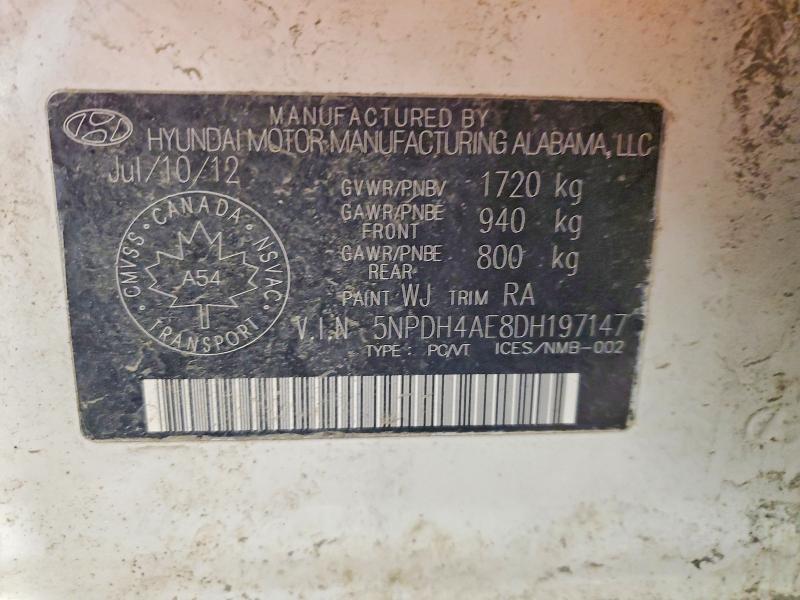 MANUFACTURED BY
HYUNDAI MOTOR MANUFACTURING ALABAMA, LLC
Jul/10/12
GVWR/PNBV 1720 kg
GAWR/PNBE FRONT 940 kg
GAWR/PNBE REAR 800 kg
CANADA
CMVSS NSVAC
A54
TRANSPORT
PAINT WJ TRIM RA
V.I.N 5NPDH4AE8DH197147
TYPE : PC/VT ICES/NMB-002